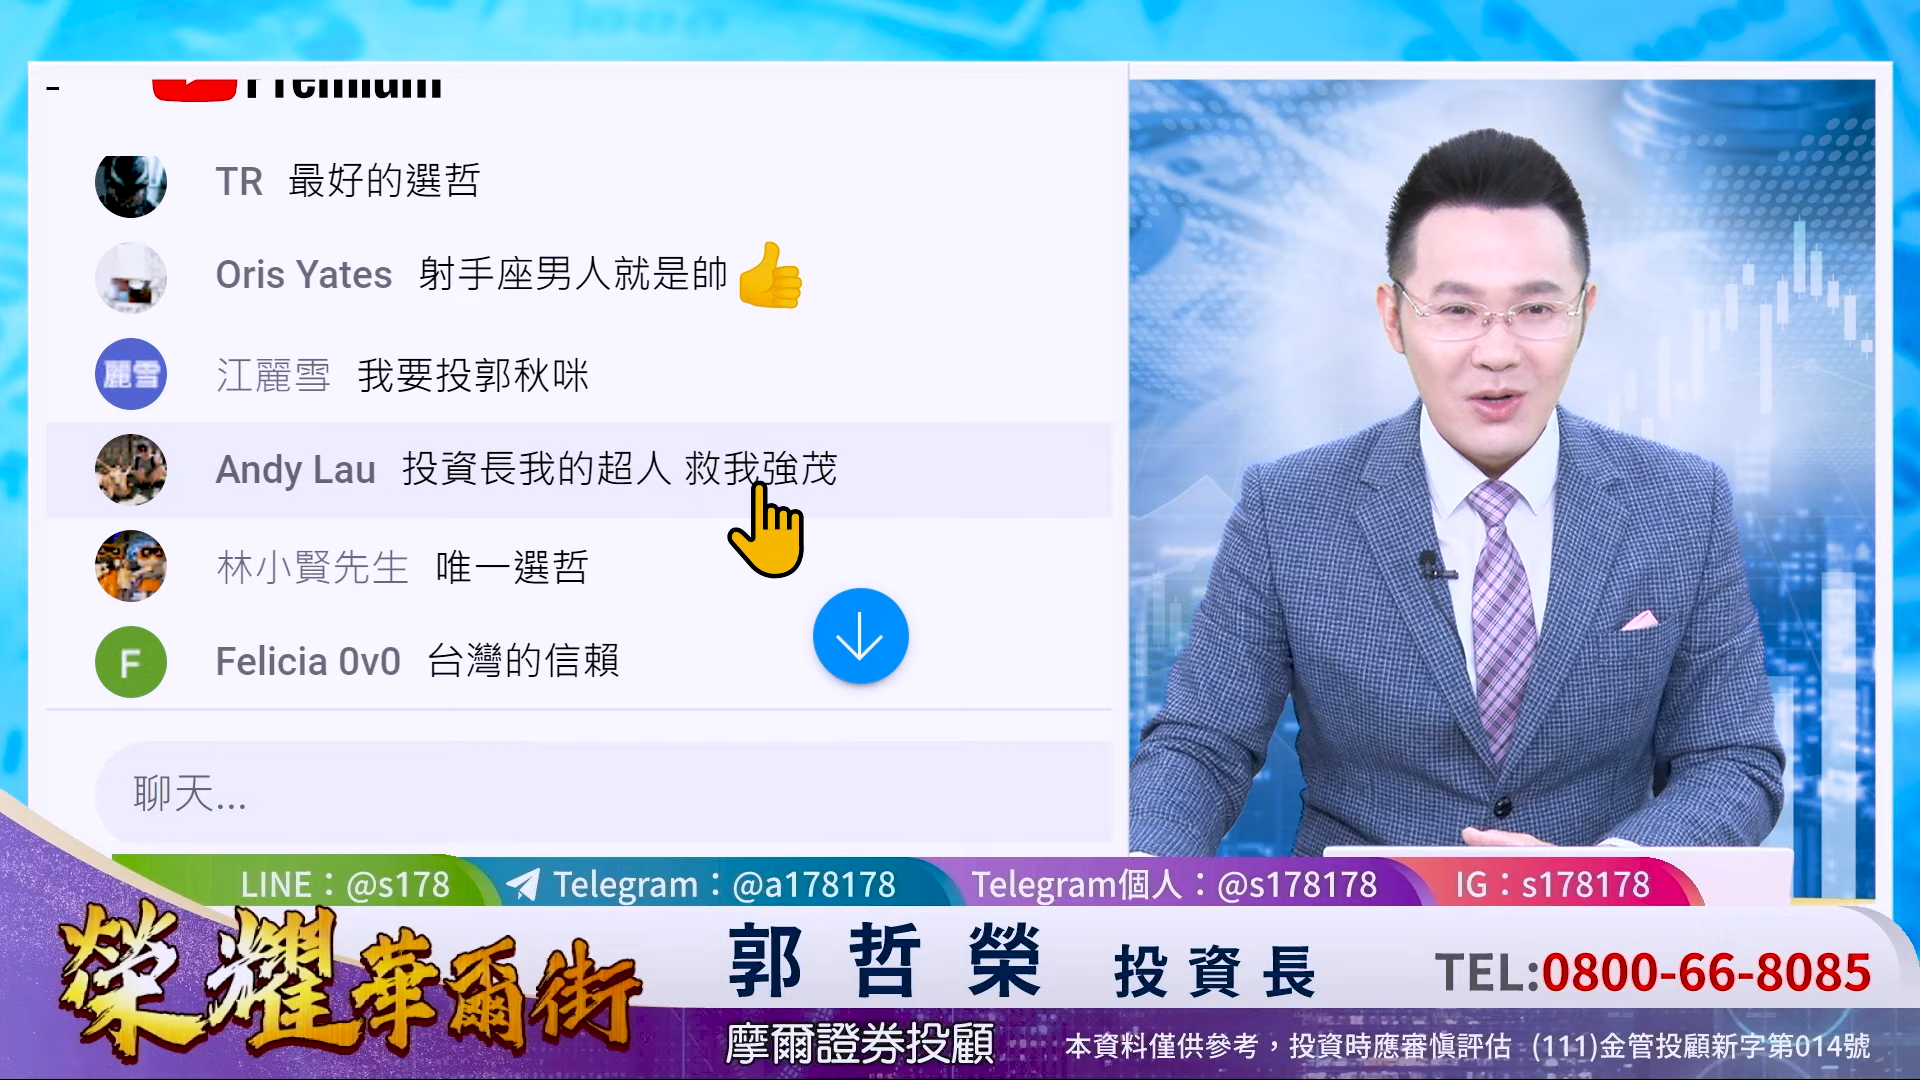 Premium
TR 最好的選哲
Oris Yates 射手座男人就是帥
麗雪 江麗雪 我要投郭秋咪
Andy Lau 投資長我的超人 救我強茂
林小賢先生 唯一選哲
F Felicia 0v0 台灣的信賴
聊天...
LINE：@s178 Telegram：@a178178 Telegram個人：@s178178 IG：s178178
榮耀華爾街
郭哲榮 投資長 TEL:0800-66-8085
摩爾證券投顧 本資料僅供參考，投資時應審慎評估 (111)金管投顧新字第014號